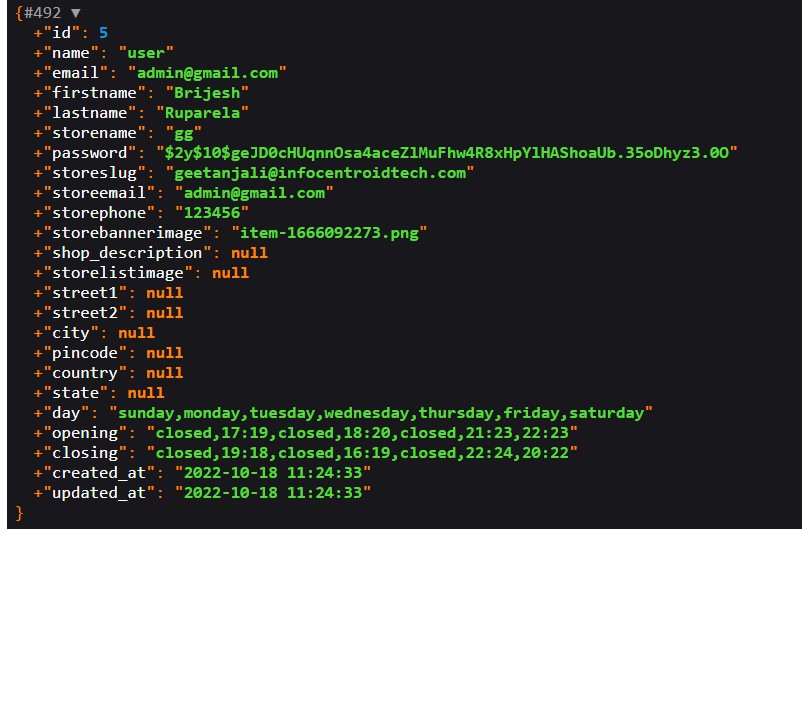 {#492 ▼
+"id": 5
+"name": "user"
+"email": "admin@gmail.com"
+"firstname": "Brijesh"
+"lastname": "Ruparela"
+"storename": "gg"
+"password": "$2y$10$geJD0cHUqnnOsa4aceZlMuFhw4R8xHpYlHAShoaUb.35oDhyz3.0O"
+"storeslug": "geetanjali@infocentroidtech.com"
+"storeemail": "admin@gmail.com"
+"storephone": "123456"
+"storebannerimage": "item-1666092273.png"
+"shop_description": null
+"storelistimage": null
+"street1": null
+"street2": null
+"city": null
+"pincode": null
+"country": null
+"state": null
+"day": "sunday,monday,tuesday,wednesday,thursday,friday,saturday"
+"opening": "closed,17:19,closed,18:20,closed,21:23,22:23"
+"closing": "closed,19:18,closed,16:19,closed,22:24,20:22"
+"created_at": "2022-10-18 11:24:33"
+"updated_at": "2022-10-18 11:24:33"
}